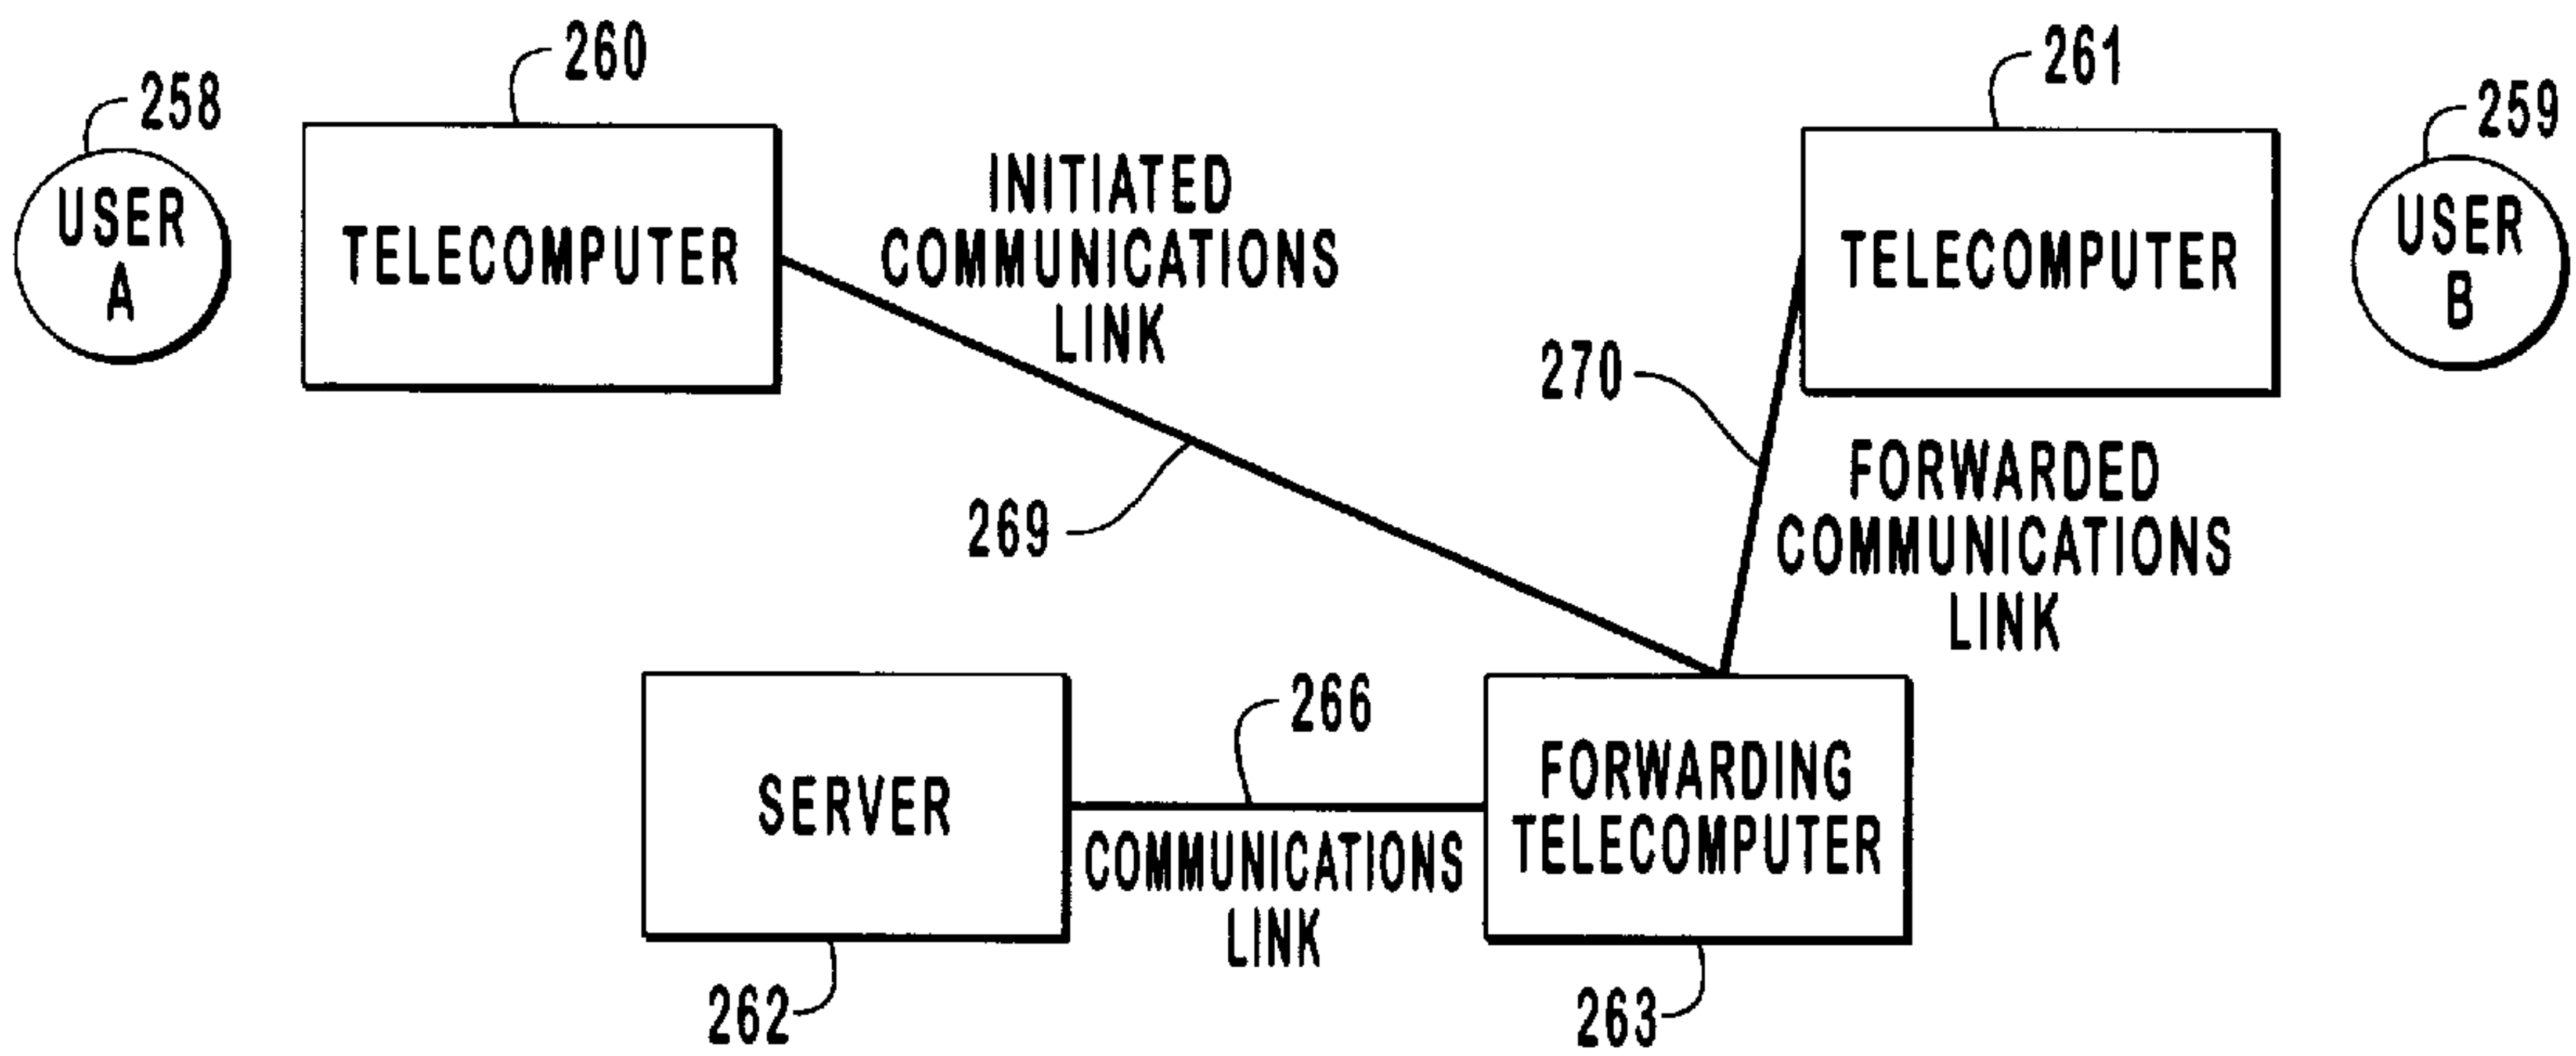 260
261
258
259
USER
A
TELECOMPUTER
INITIATED
COMMUNICATIONS
LINK
TELECOMPUTER
USER
B
270
269
FORWARDED
COMMUNICATIONS
LINK
266
SERVER
COMMUNICATIONS
LINK
FORWARDING
TELECOMPUTER
262
263